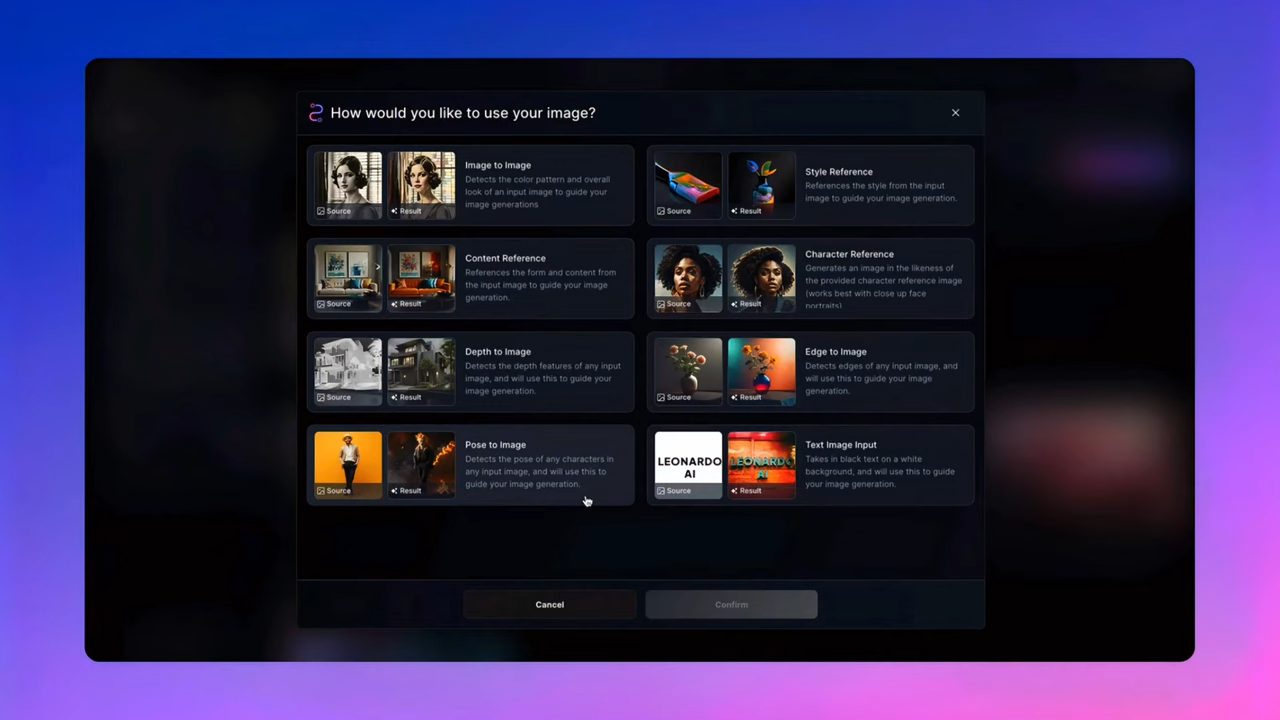 How would you like to use your image?
Image to Image
Detects the color pattern and overall
look of an input image to guide your
image generations
Source
Result
Style Reference
References the style from the input
image to guide your image generation.
Source
Result
Content Reference
References the form and content from
the input image to guide your image
generation.
Source
Result
Character Reference
Generates an image in the likeness of
the provided character reference image
(works best with close up face
portraits)
Source
Result
Depth to Image
Detects the depth features of any input
image, and will use this to guide your
image generation.
Source
Result
Edge to Image
Detects edges of any input image, and
will use this to guide your image
generation.
Source
Result
Pose to Image
Detects the pose of any characters in
any input image, and will use this to
guide your image generation.
Source
Result
Text Image Input
Takes in black text on a white
background, and will use this to guide
your image generation.
LEONARDO
AI
Source
LEONARDO
AI
Result
Cancel
Confirm